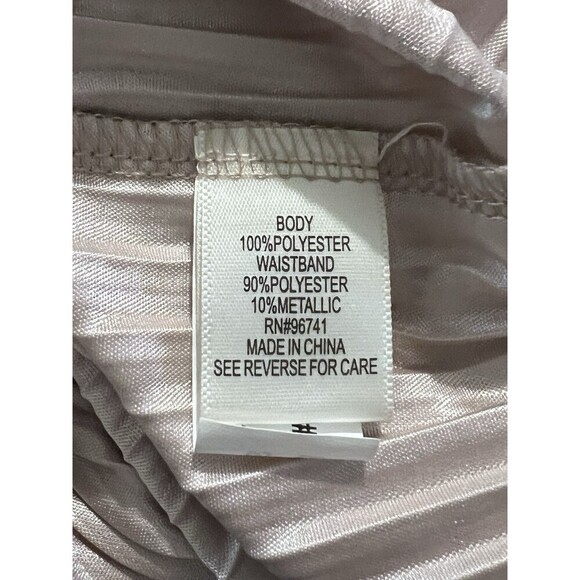 BODY
100%POLYESTER
WAISTBAND
90%POLYESTER
10%METALLIC
RN#96741
MADE IN CHINA
SEE REVERSE FOR CARE
#